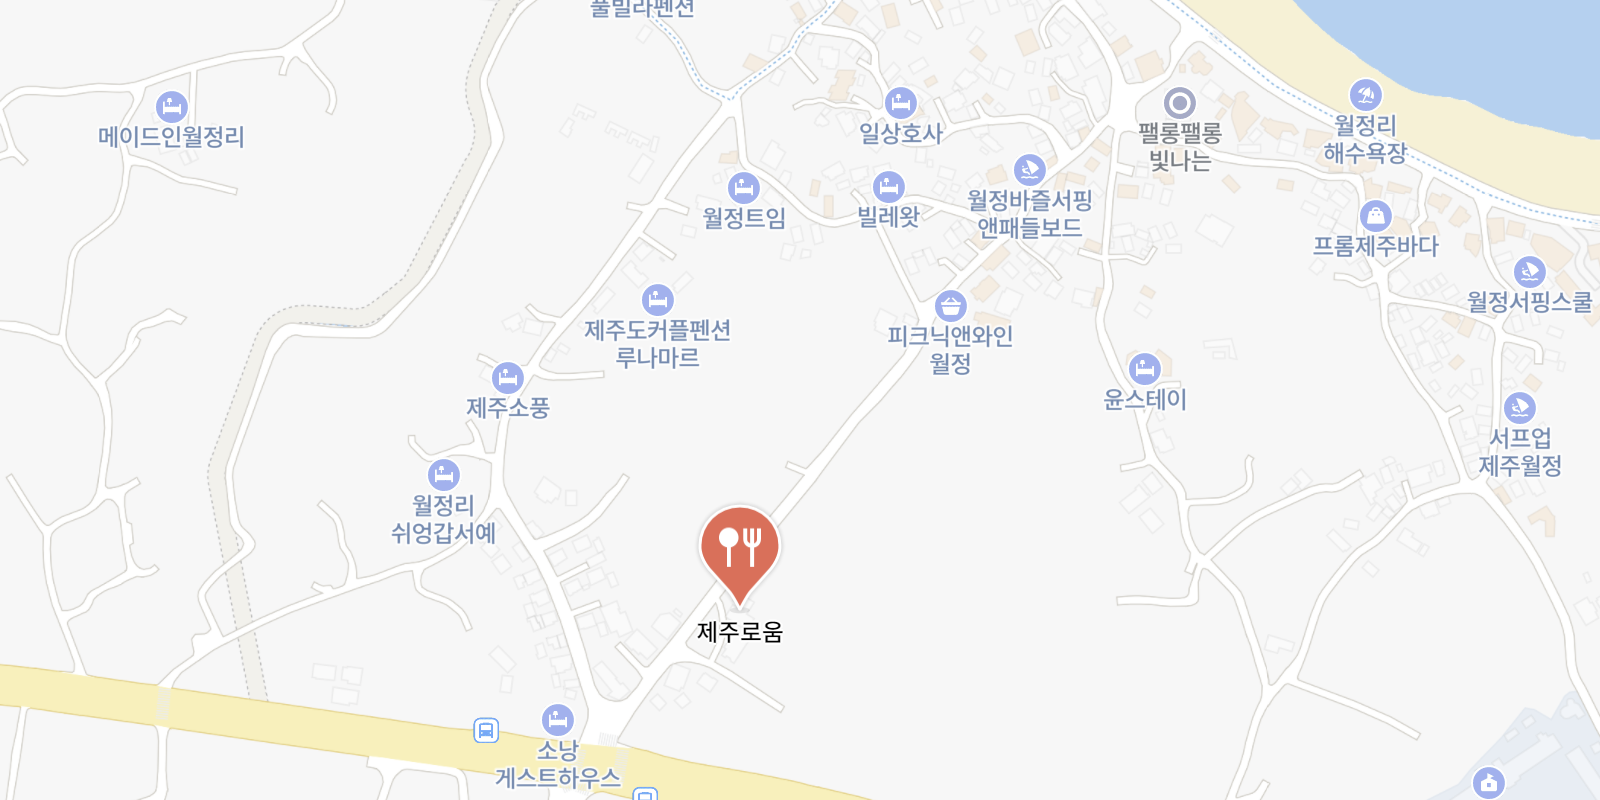 풀빌라펜션
메이드인월정리
일상호사
팰롱팰롱
빛나는
월정리
해수욕장
월정트임
빌레왓
월정바즐서핑
앤패들보드
프롬제주바다
월정서핑스쿨
제주도커플펜션
루나마르
피크닉앤와인
월정
제주소풍
윤스테이
서프업
제주월정
월정리
쉬엉갑서예
제주로움
소낭
게스트하우스